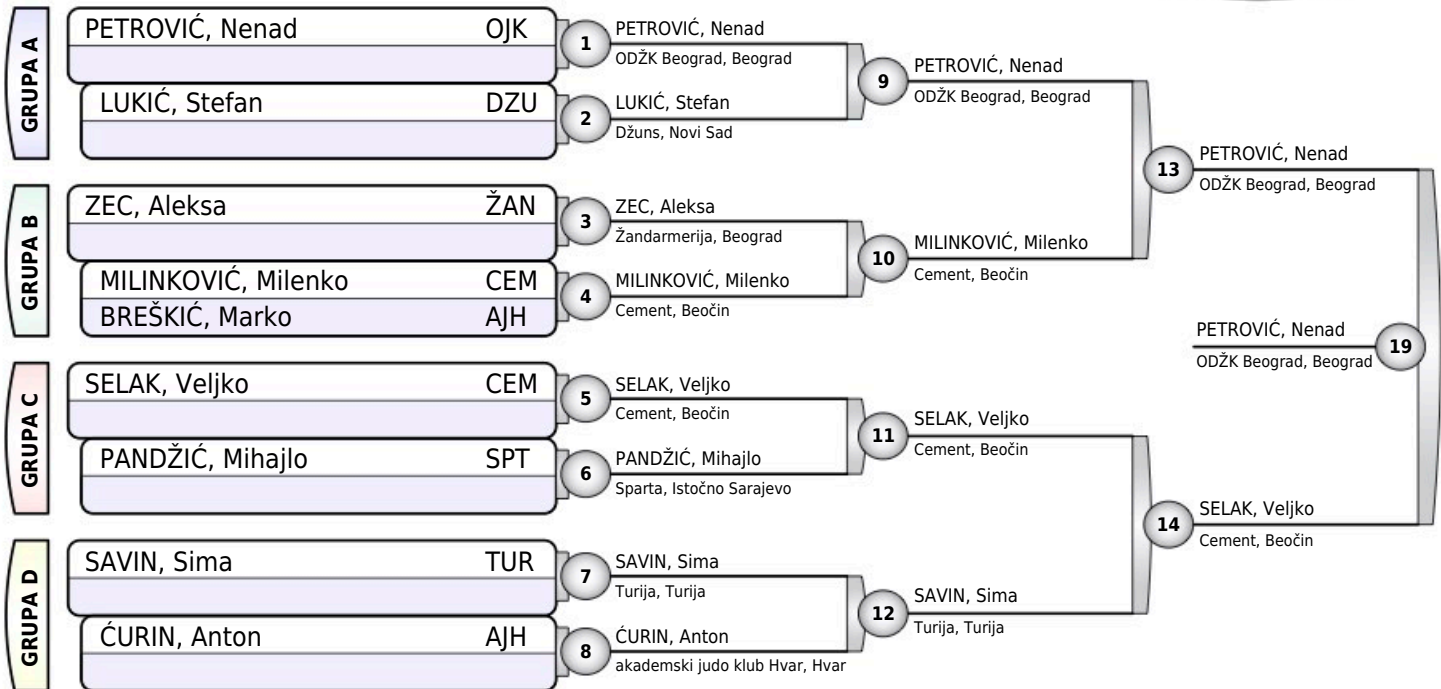 GRUPA A
PETROVIĆ, Nenad OJK
LUKIĆ, Stefan DZU
GRUPA B
ZEC, Aleksa ŽAN
MILINKOVIĆ, Milenko CEM
BREŠKIĆ, Marko AJH
GRUPA C
SELAK, Veljko CEM
PANDŽIĆ, Mihajlo SPT
GRUPA D
SAVIN, Sima TUR
ĆURIN, Anton AJH
1
PETROVIĆ, Nenad
ODŽK Beograd, Beograd
2
LUKIĆ, Stefan
Džuns, Novi Sad
3
ZEC, Aleksa
Žandarmerija, Beograd
4
MILINKOVIĆ, Milenko
Cement, Beočin
5
SELAK, Veljko
Cement, Beočin
6
PANDŽIĆ, Mihajlo
Sparta, Istočno Sarajevo
7
SAVIN, Sima
Turija, Turija
8
ĆURIN, Anton
akademski judo klub Hvar, Hvar
9
PETROVIĆ, Nenad
ODŽK Beograd, Beograd
10
MILINKOVIĆ, Milenko
Cement, Beočin
11
SELAK, Veljko
Cement, Beočin
12
SAVIN, Sima
Turija, Turija
13
PETROVIĆ, Nenad
ODŽK Beograd, Beograd
14
SELAK, Veljko
Cement, Beočin
PETROVIĆ, Nenad
ODŽK Beograd, Beograd
19